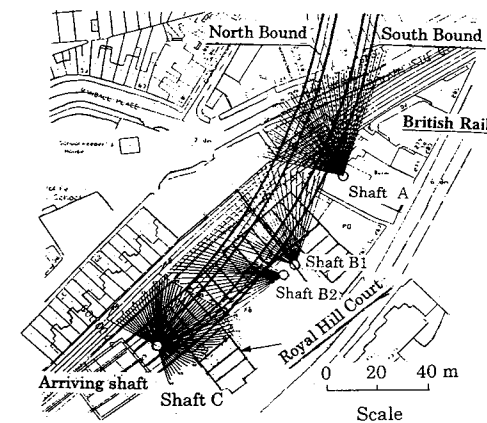 North Bound
South Bound
British Rail
Shaft A
Shaft B1
Shaft B2
Royal Hill Court
Arriving shaft
Shaft C
0 20 40 m
Scale